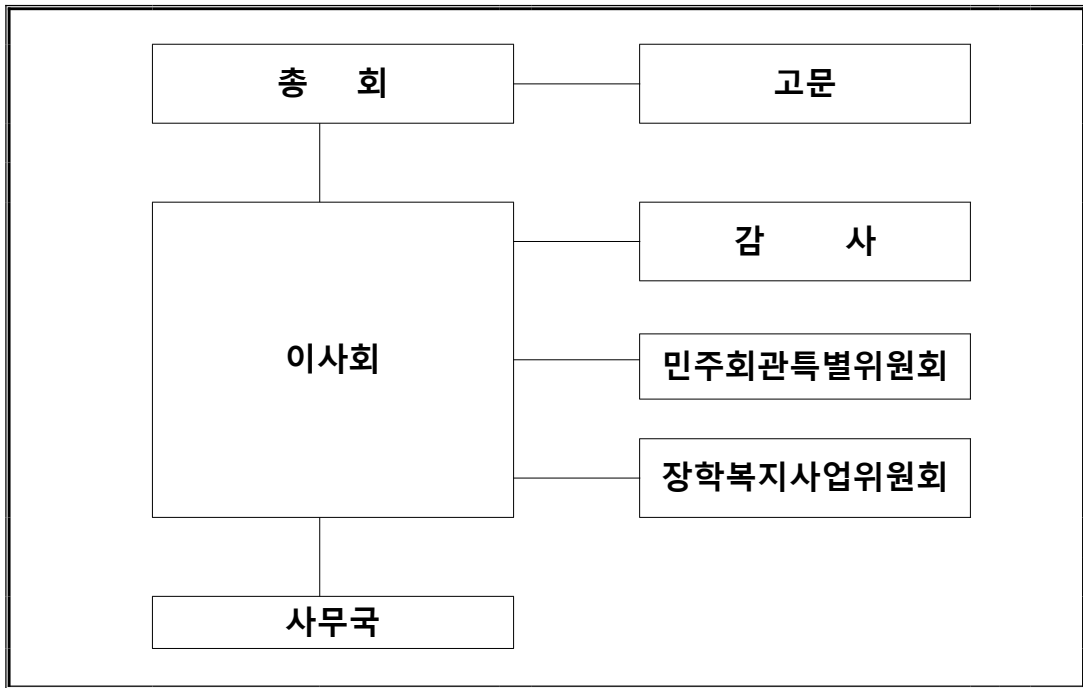 총 회
고문
감 사
이사회
민주회관특별위원회
장학복지사업위원회
사무국